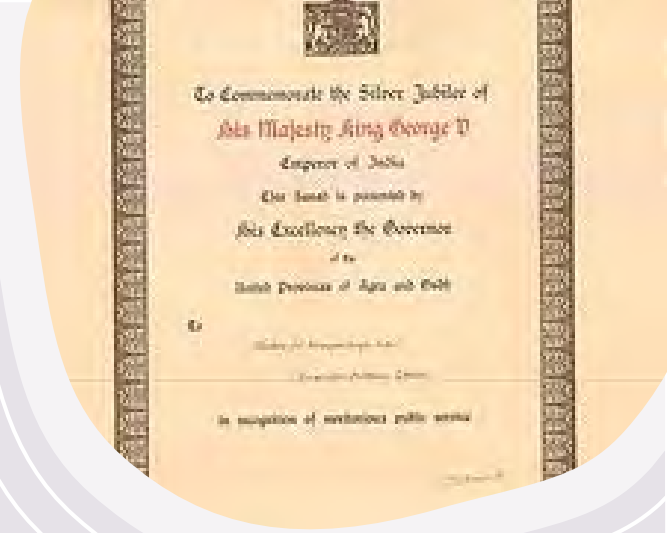 To Commemorate the Silver Jubilee of
His Majesty King George V
Emperor of India
This Sanad is presented by
His Excellency the Governor
of the
United Provinces of Agra and Oudh
To
in recognition of meritorious public service